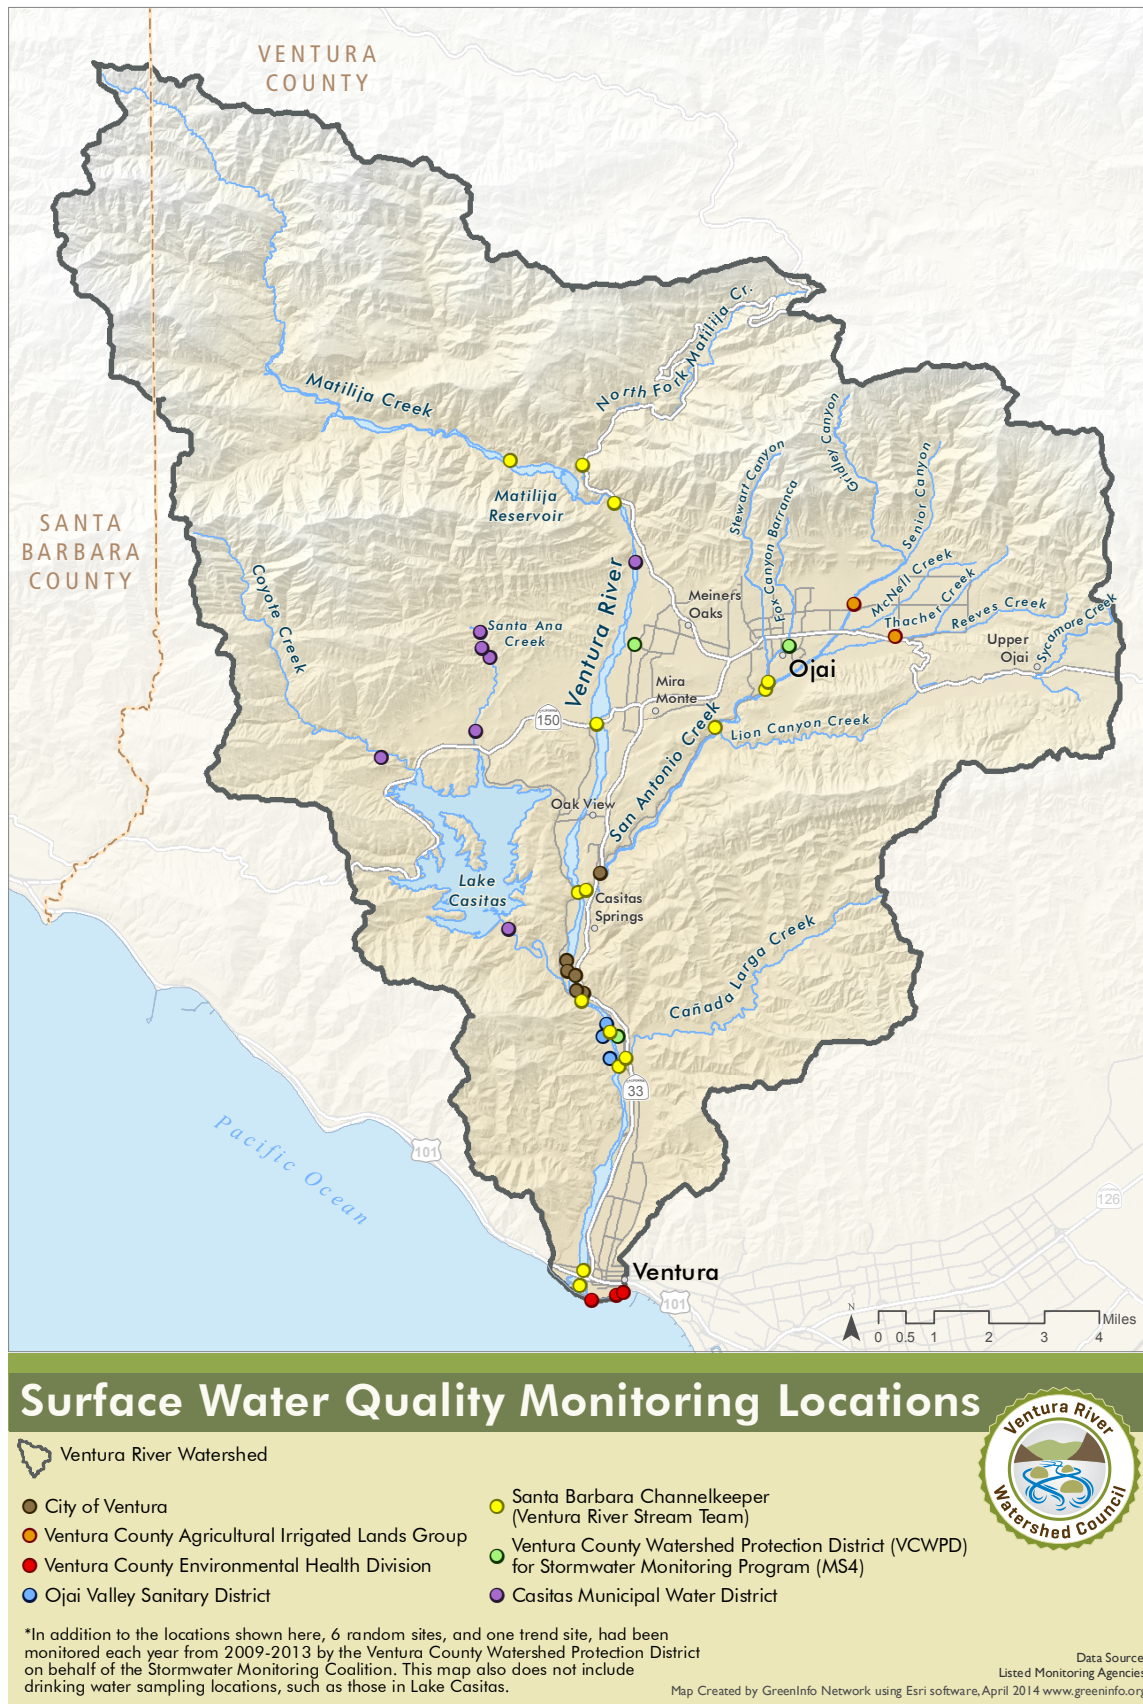 VENTURA
COUNTY
North Fork Matilija Cr.
Matilija Creek
Gridley Canyon
Stewart Canyon
Senior Canyon
Fox Canyon Barranca
Matilija
Reservoir
SANTA
BARBARA
COUNTY
Coyote Creek
Ventura River
McNell Creek
Thacher Creek
Reeves Creek
Sycamore Creek
Meiners
Oaks
Santa Ana
Creek
Upper
Ojai
Ojai
Mira
Monte
CALIFORNIA
150
San Antonio Creek
Lion Canyon Creek
Oak View
Lake
Casitas
Casitas
Springs
Cañada Larga Creek
CALIFORNIA
33
Pacific Ocean
101
126
Ventura
101
N
0 0.5 1 2 3 4
Miles
Surface Water Quality Monitoring Locations
Ventura River
Watershed Council
Ventura River Watershed
City of Ventura
Ventura County Agricultural Irrigated Lands Group
Ventura County Environmental Health Division
Ojai Valley Sanitary District
Santa Barbara Channelkeeper
(Ventura River Stream Team)
Ventura County Watershed Protection District (VCWPD)
for Stormwater Monitoring Program (MS4)
Casitas Municipal Water District
*In addition to the locations shown here, 6 random sites, and one trend site, had been
monitored each year from 2009-2013 by the Ventura County Watershed Protection District
on behalf of the Stormwater Monitoring Coalition. This map also does not include
drinking water sampling locations, such as those in Lake Casitas.
Data Source
Listed Monitoring Agencies
Map Created by GreenInfo Network using Esri software, April 2014 www.greeninfo.org